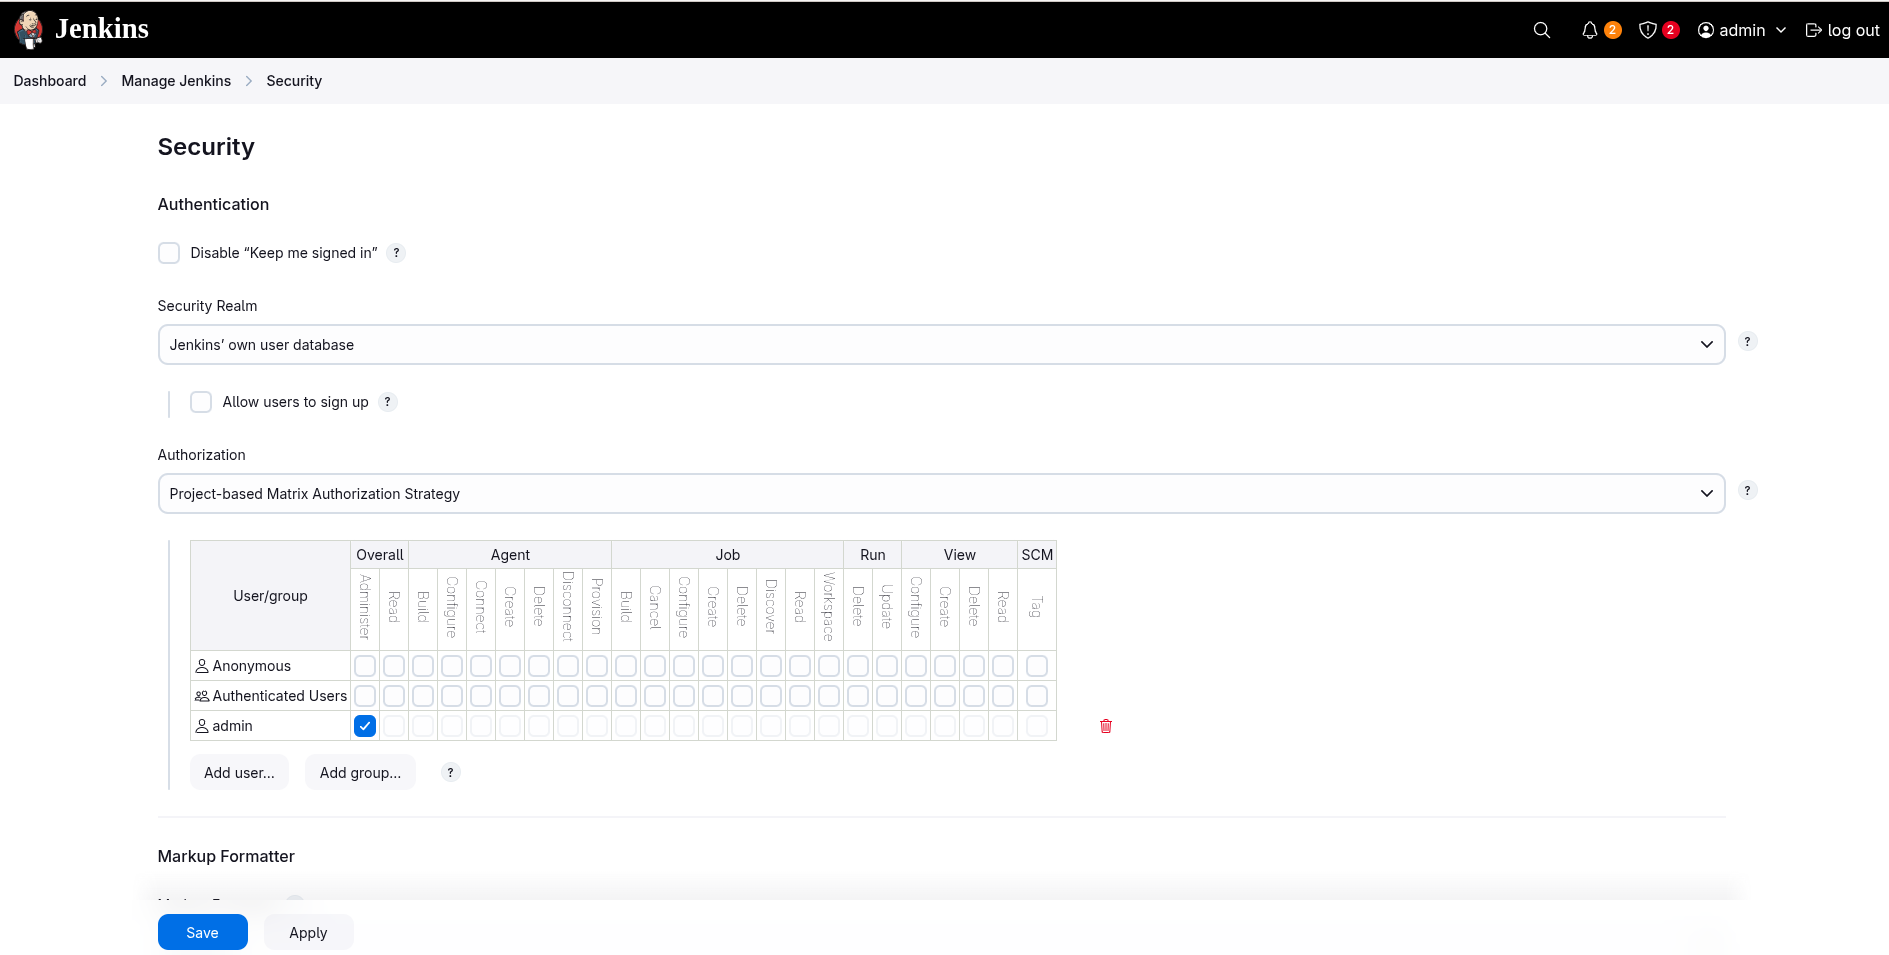 Jenkins
2
2
admin
log out
Dashboard
Manage Jenkins
Security
Security
Authentication
Disable “Keep me signed in”
?
Security Realm
Jenkins’ own user database
?
Allow users to sign up
?
Authorization
Project-based Matrix Authorization Strategy
?
User/group
Overall
Agent
Job
Run
View
SCM
Administer
Read
Build
Configure
Connect
Create
Delete
Disconnect
Provision
Build
Cancel
Configure
Create
Delete
Discover
Read
Workspace
Delete
Update
Configure
Create
Delete
Read
Tag
Anonymous
Authenticated Users
admin
Add user...
Add group...
?
Markup Formatter
Save
Apply